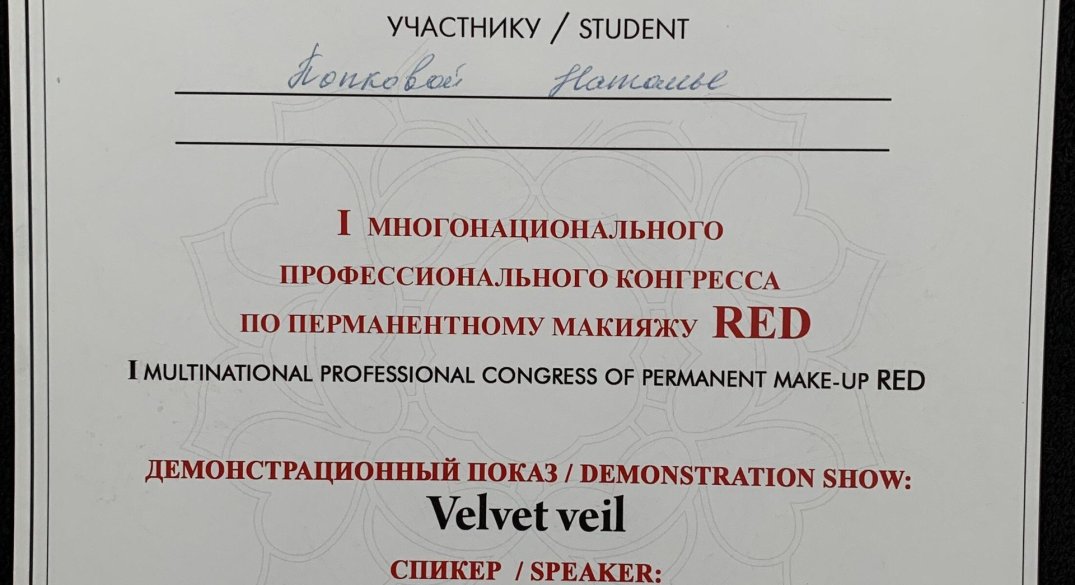 УЧАСТНИКУ / STUDENT
Попковой Наталье
I МНОГОНАЦИОНАЛЬНОГО
ПРОФЕССИОНАЛЬНОГО КОНГРЕССА
ПО ПЕРМАНЕНТНОМУ МАКИЯЖУ RED
I MULTINATIONAL PROFESSIONAL CONGRESS OF PERMANENT MAKE-UP RED
ДЕМОНСТРАЦИОННЫЙ ПОКАЗ / DEMONSTRATION SHOW:
Velvet veil
СПИКЕР / SPEAKER: